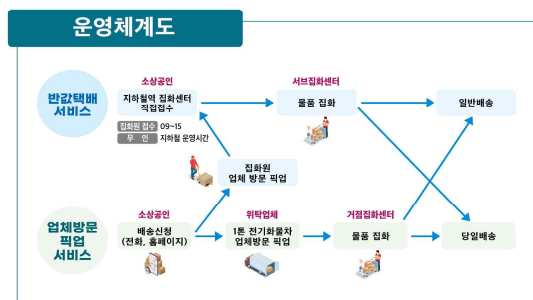 운영체계도
반값택배
서비스
소상공인
지하철역 집화센터
직접접수
집화원 접수 09~15
무 인 지하철 운영시간
서브집화센터
물품 집화
일반배송
집화원
업체 방문 픽업
업체방문
픽업
서비스
소상공인
배송신청
(전화, 홈페이지)
위탁업체
1톤 전기화물차
업체방문 픽업
거점집화센터
물품 집화
당일배송